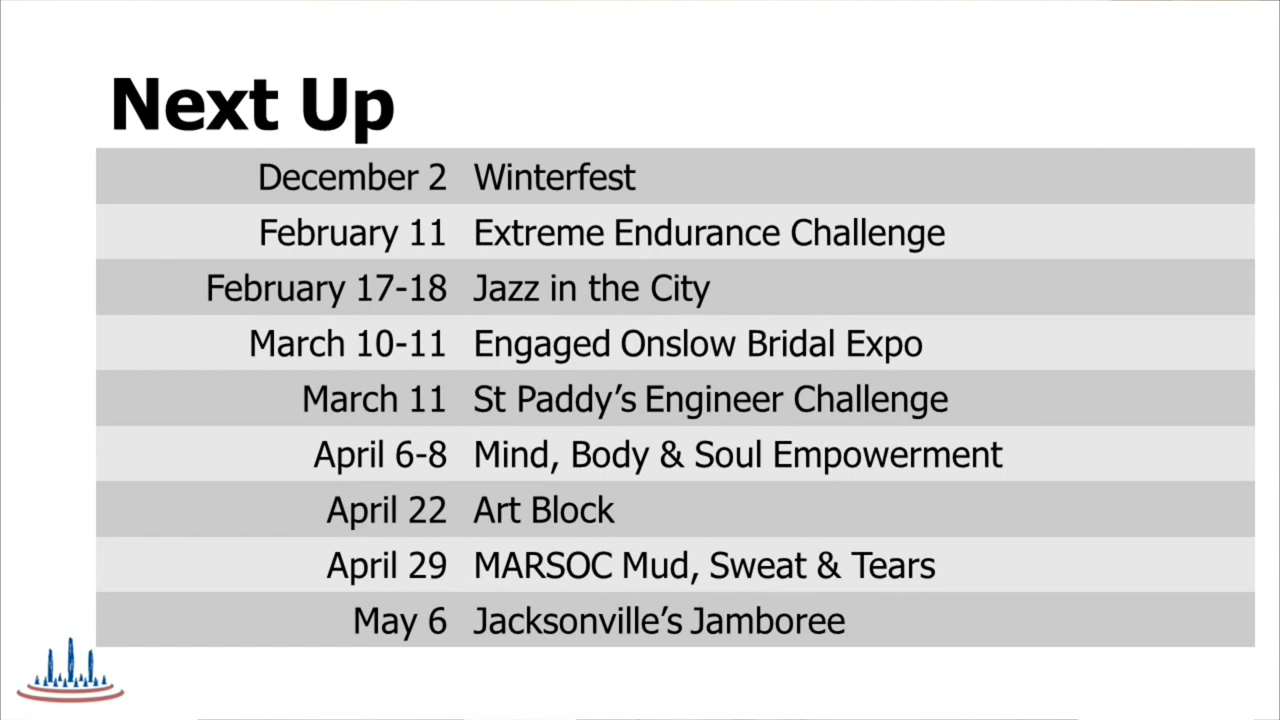 Next Up
December 2 Winterfest
February 11 Extreme Endurance Challenge
February 17-18 Jazz in the City
March 10-11 Engaged Onslow Bridal Expo
March 11 St Paddy’s Engineer Challenge
April 6-8 Mind, Body & Soul Empowerment
April 22 Art Block
April 29 MARSOC Mud, Sweat & Tears
May 6 Jacksonville’s Jamboree